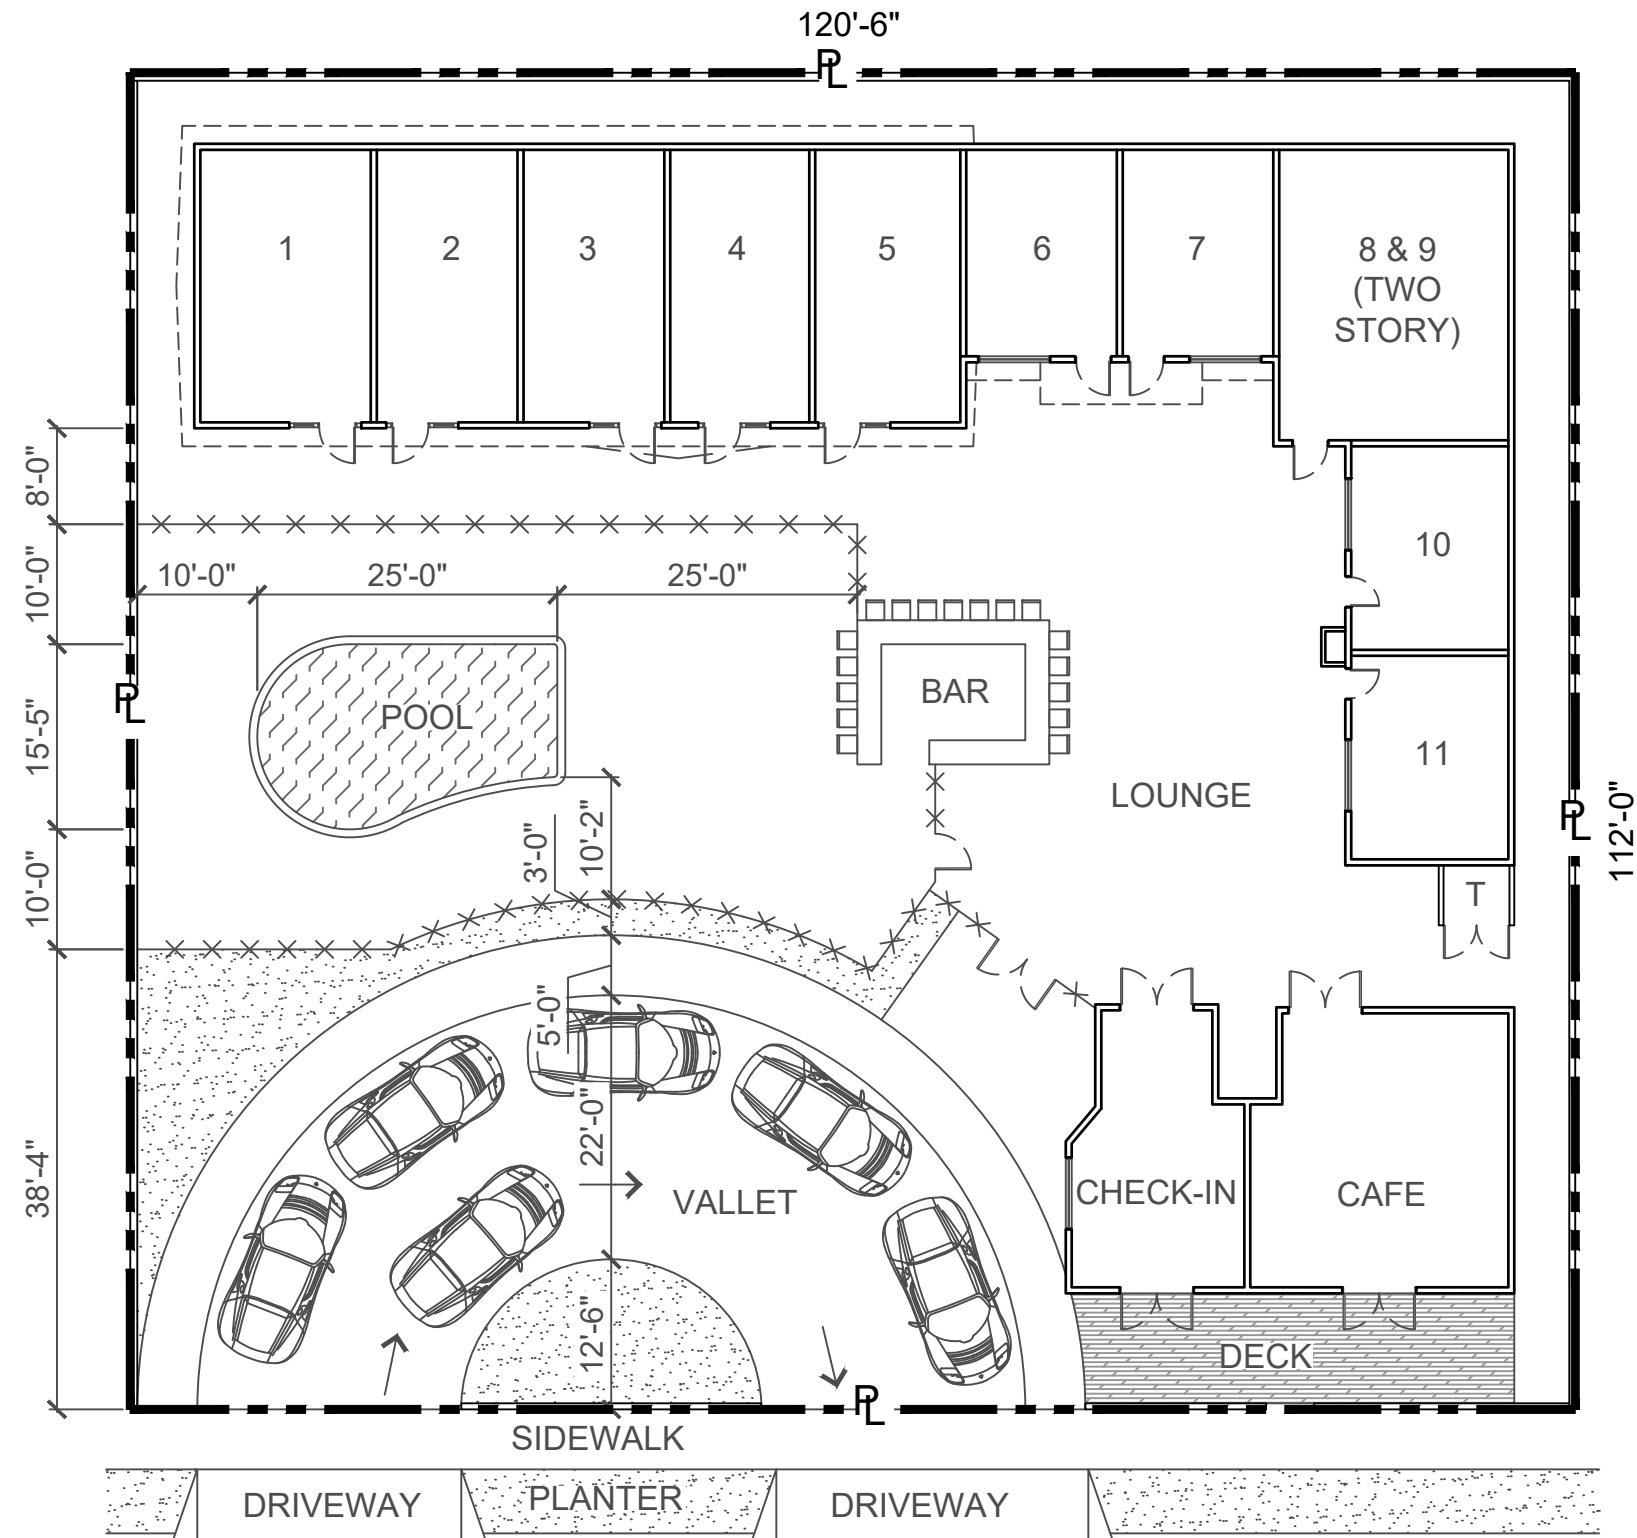 120'-6"
PL
1
2
3
4
5
6
7
8 & 9
(TWO
STORY)
8'-0"
10'-0"
10'-0"
25'-0"
25'-0"
10
PL
15'-5"
POOL
BAR
11
LOUNGE
PL
112'-0"
3'-0"
10'-2"
10'-0"
T
5'-0"
22'-0"
38'-4"
VALLET
CHECK-IN
CAFE
12'-6"
DECK
PL
SIDEWALK
DRIVEWAY
PLANTER
DRIVEWAY